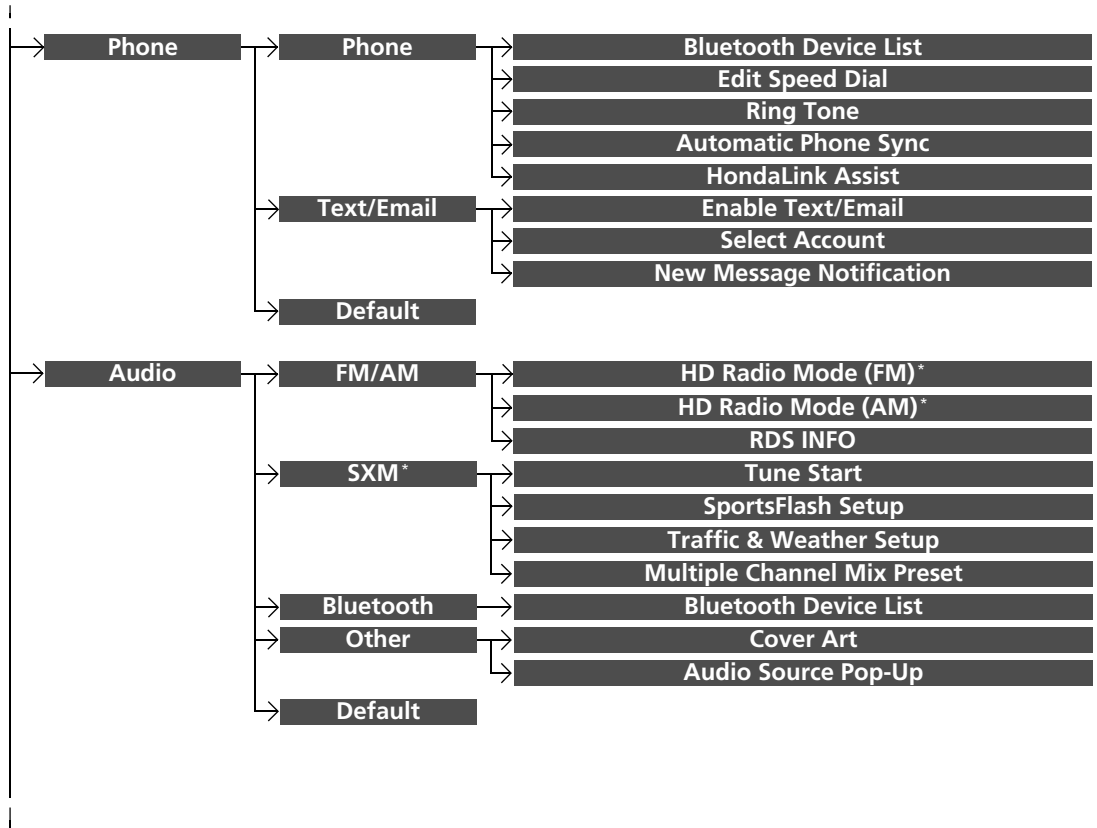 Phone
Phone
Bluetooth Device List
Edit Speed Dial
Ring Tone
Automatic Phone Sync
HondaLink Assist
Text/Email
Enable Text/Email
Select Account
New Message Notification
Default
Audio
FM/AM
HD Radio Mode (FM)*
HD Radio Mode (AM)*
RDS INFO
SXM*
Tune Start
SportsFlash Setup
Traffic & Weather Setup
Multiple Channel Mix Preset
Bluetooth
Bluetooth Device List
Other
Cover Art
Audio Source Pop-Up
Default